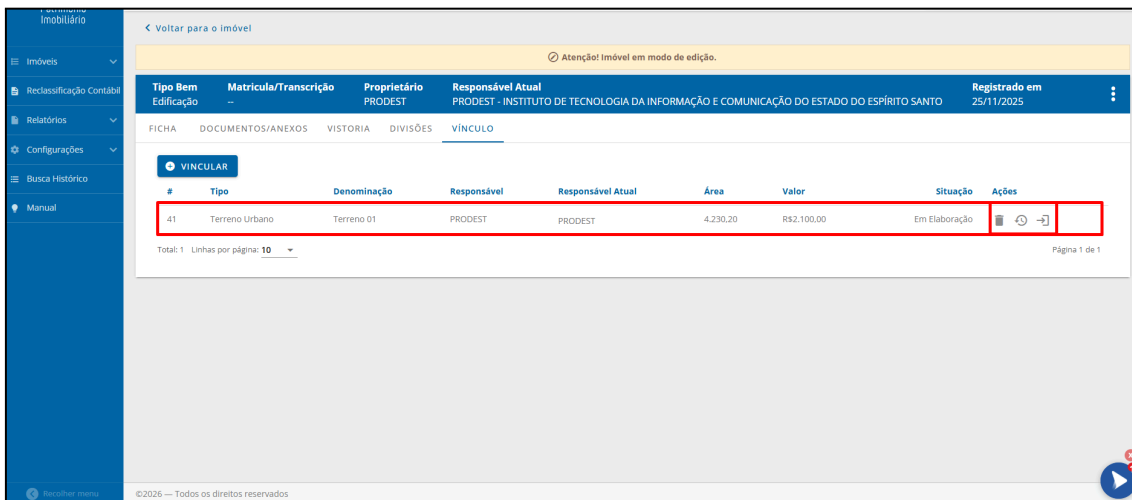 Imobiliário
Imóveis
Reclassificação Contábil
Relatórios
Configurações
Busca Histórico
Manual
Recolher menu
Voltar para o imóvel
Atenção! Imóvel em modo de edição.
Tipo Bem Matricula/Transcrição Proprietário Responsável Atual Registrado em
Edificação -- PRODEST PRODEST - INSTITUTO DE TECNOLOGIA DA INFORMAÇÃO E COMUNICAÇÃO DO ESTADO DO ESPÍRITO SANTO 25/11/2025
FICHA DOCUMENTOS/ANEXOS VISTORIA DIVISÕES VÍNCULO
VINCULAR
# Tipo Denominação Responsável Responsável Atual Área Valor Situação Ações
41 Terreno Urbano Terreno 01 PRODEST PRODEST 4.230,20 R$2.100,00 Em Elaboração
Total: 1 Linhas por página: 10 Página 1 de 1
©2026 — Todos os direitos reservados